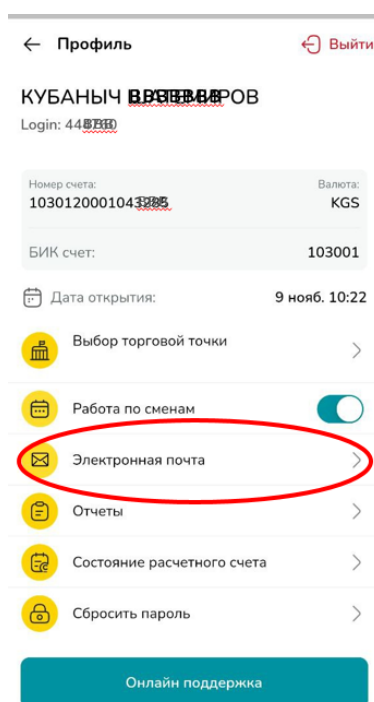 Профиль
Выйти
КУБАНЫЧ
Login:
Номер счета:
Валюта:
KGS
БИК счет:
103001
Дата открытия:
9 нояб. 10:22
Выбор торговой точки
Работа по сменам
Электронная почта
Отчеты
Состояние расчетного счета
Сбросить пароль
Онлайн поддержка